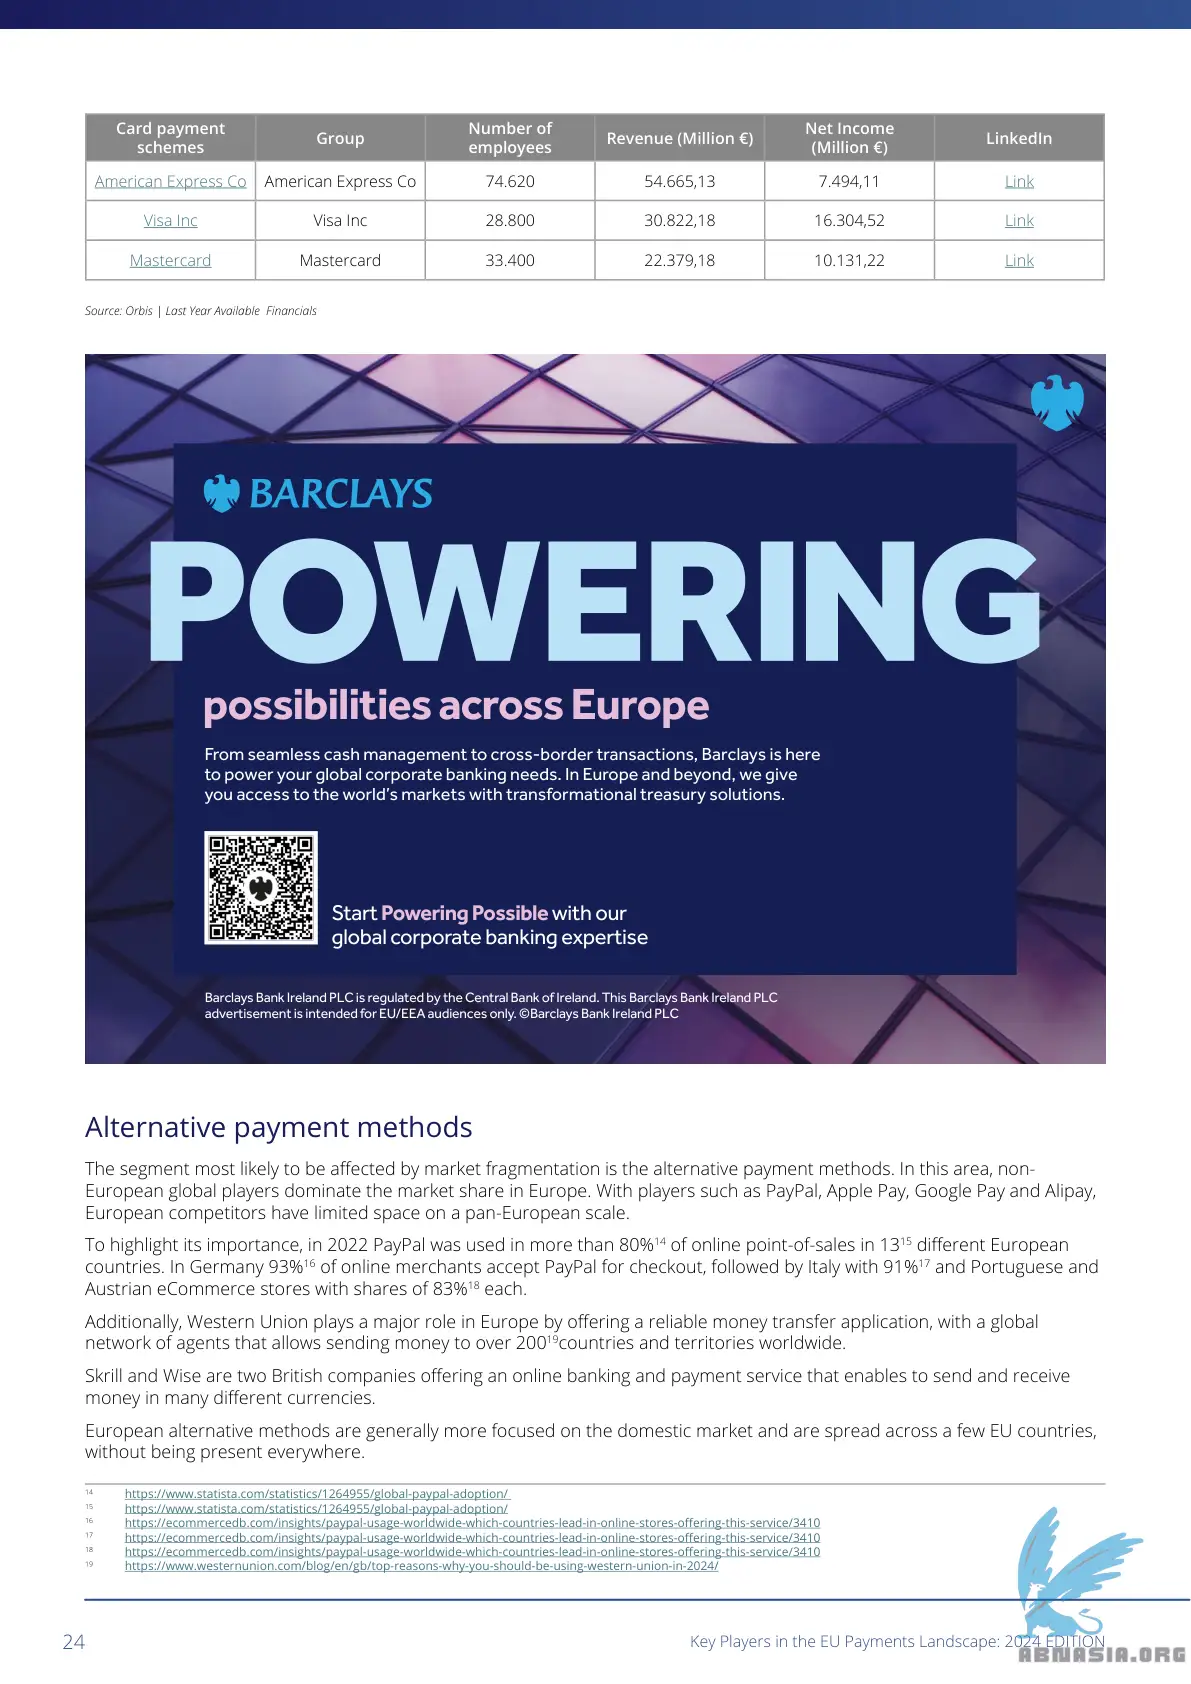 Card payment schemes | Group | Number of employees | Revenue (Million €) | Net Income (Million €) | LinkedIn
American Express Co | American Express Co | 74.620 | 54.665,13 | 7.494,11 | Link
Visa Inc | Visa Inc | 28.800 | 30.822,18 | 16.304,52 | Link
Mastercard | Mastercard | 33.400 | 22.379,18 | 10.131,22 | Link
Source: Orbis | Last Year Available Financials
BARCLAYS
POWERING
possibilities across Europe
From seamless cash management to cross-border transactions, Barclays is here
to power your global corporate banking needs. In Europe and beyond, we give
you access to the world's markets with transformational treasury solutions.
Start Powering Possible with our
global corporate banking expertise
Barclays Bank Ireland PLC is regulated by the Central Bank of Ireland. This Barclays Bank Ireland PLC
advertisement is intended for EU/EEA audiences only. ©Barclays Bank Ireland PLC
Alternative payment methods
The segment most likely to be affected by market fragmentation is the alternative payment methods. In this area, non-
European global players dominate the market share in Europe. With players such as PayPal, Apple Pay, Google Pay and Alipay,
European competitors have limited space on a pan-European scale.
To highlight its importance, in 2022 PayPal was used in more than 80%14 of online point-of-sales in 1315 different European
countries. In Germany 93%16 of online merchants accept PayPal for checkout, followed by Italy with 91%17 and Portuguese and
Austrian eCommerce stores with shares of 83%18 each.
Additionally, Western Union plays a major role in Europe by offering a reliable money transfer application, with a global
network of agents that allows sending money to over 20019countries and territories worldwide.
Skrill and Wise are two British companies offering an online banking and payment service that enables to send and receive
money in many different currencies.
European alternative methods are generally more focused on the domestic market and are spread across a few EU countries,
without being present everywhere.
14 https://www.statista.com/statistics/1264955/global-paypal-adoption/
15 https://www.statista.com/statistics/1264955/global-paypal-adoption/
16 https://ecommercedb.com/insights/paypal-usage-worldwide-which-countries-lead-in-online-stores-offering-this-service/3410
17 https://ecommercedb.com/insights/paypal-usage-worldwide-which-countries-lead-in-online-stores-offering-this-service/3410
18 https://ecommercedb.com/insights/paypal-usage-worldwide-which-countries-lead-in-online-stores-offering-this-service/3410
19 https://www.westernunion.com/blog/en/gb/top-reasons-why-you-should-be-using-western-union-in-2024/
24
Key Players in the EU Payments Landscape: 2024 EDITION
ABNASIA.ORG